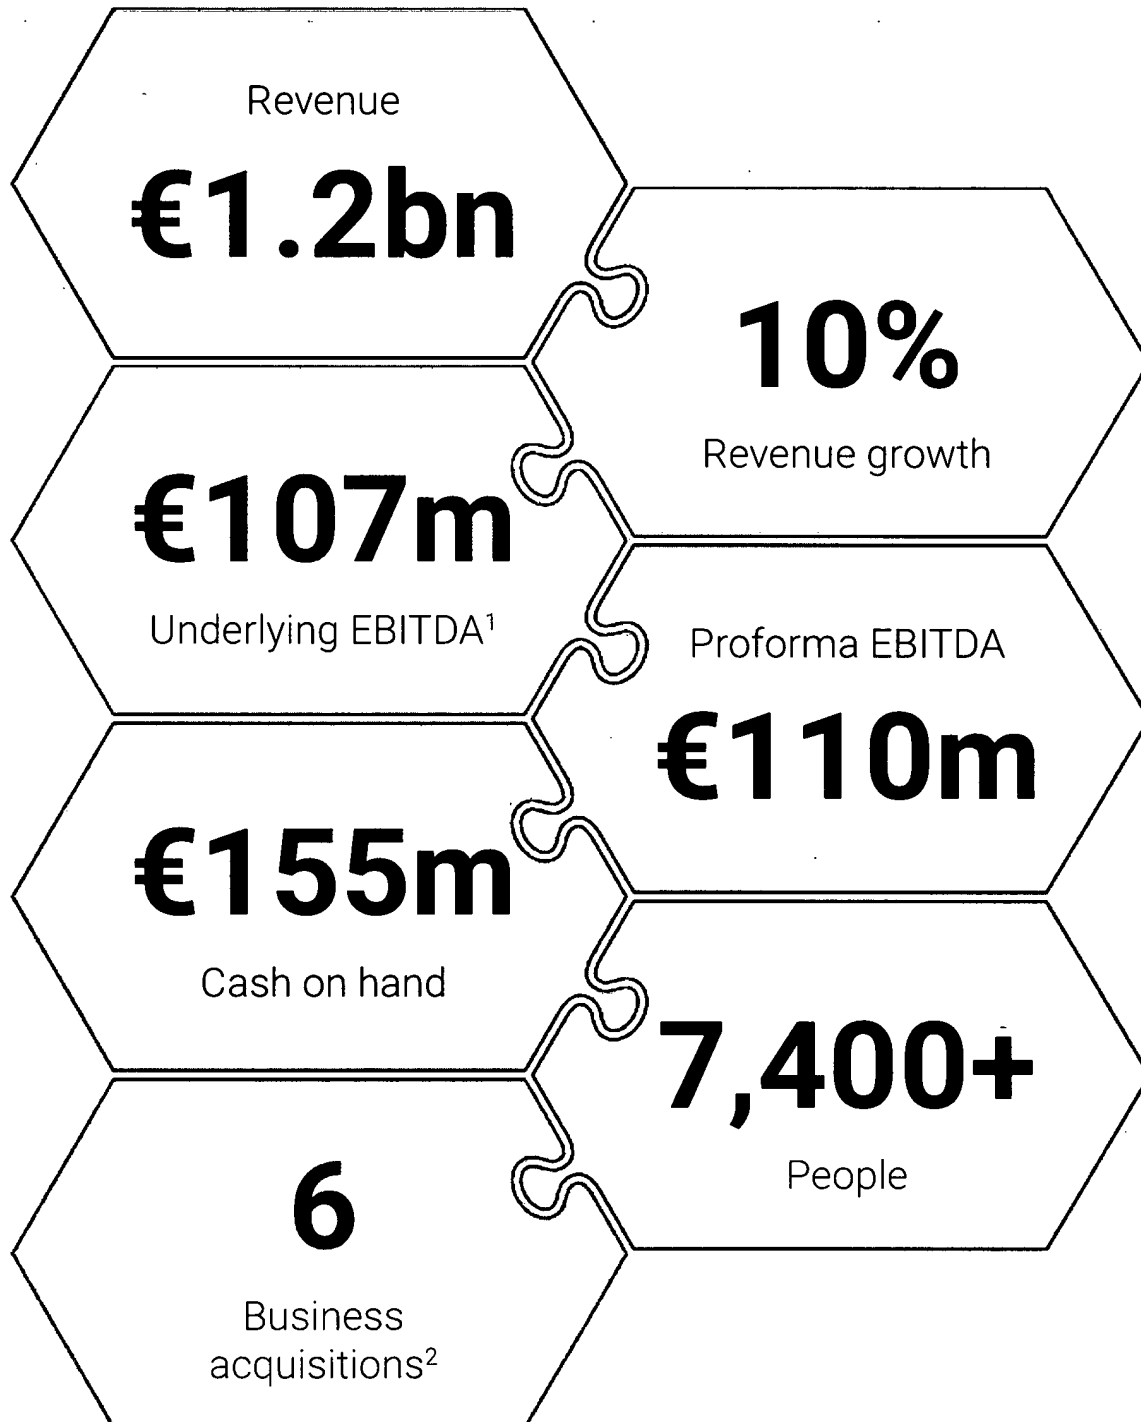 Revenue
€1.2bn
10%
Revenue growth
€107m
Underlying EBITDA¹
Proforma EBITDA
€110m
€155m
Cash on hand
7,400+
People
6
Business
acquisitions²